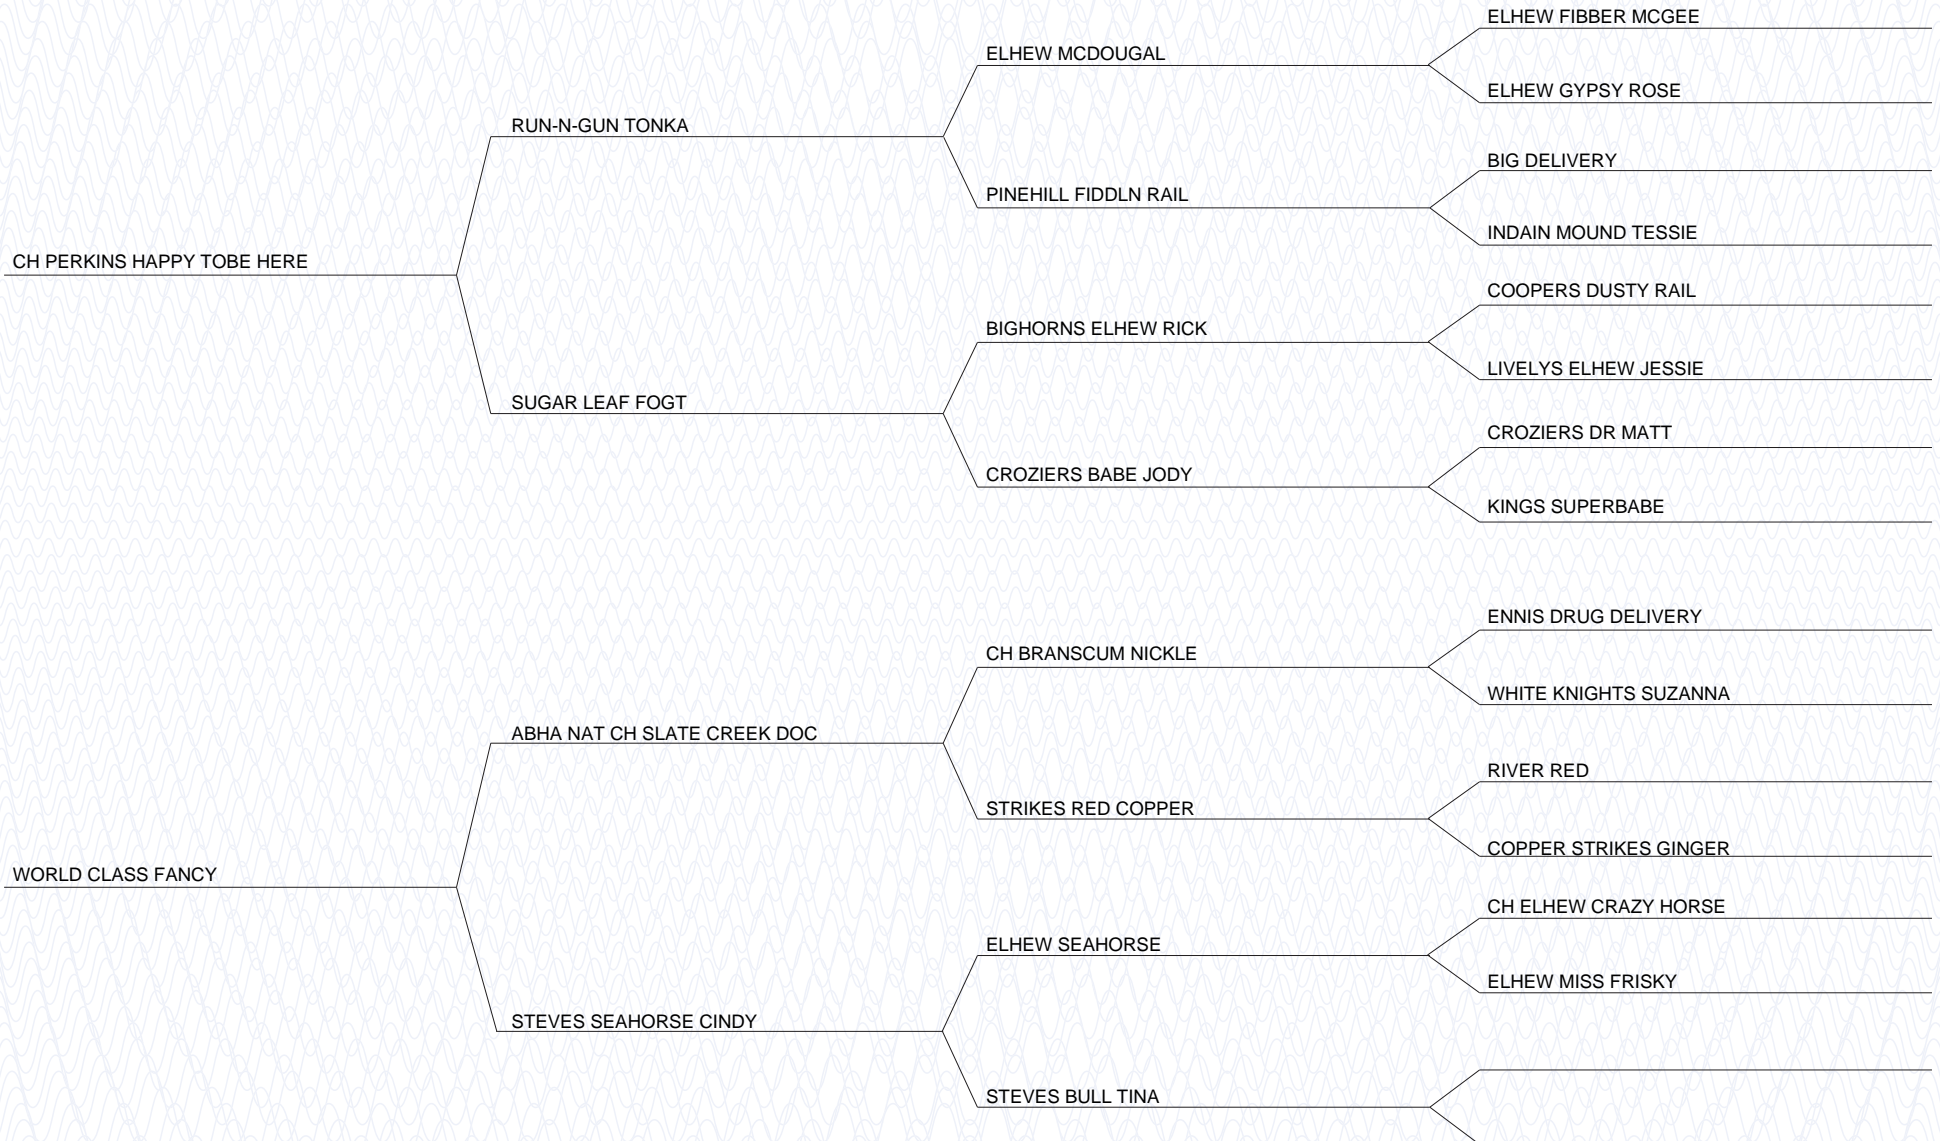 ELHEW FIBBER MCGEE
ELHEW MCDOUGAL
ELHEW GYPSY ROSE
RUN-N-GUN TONKA
BIG DELIVERY
PINEHILL FIDDLN RAIL
INDAIN MOUND TESSIE
CH PERKINS HAPPY TOBE HERE
COOPERS DUSTY RAIL
BIGHORNS ELHEW RICK
LIVELYS ELHEW JESSIE
SUGAR LEAF FOGT
CROZIERS DR MATT
CROZIERS BABE JODY
KINGS SUPERBABE
ENNIS DRUG DELIVERY
CH BRANSCUM NICKLE
WHITE KNIGHTS SUZANNA
ABHA NAT CH SLATE CREEK DOC
RIVER RED
STRIKES RED COPPER
COPPER STRIKES GINGER
WORLD CLASS FANCY
CH ELHEW CRAZY HORSE
ELHEW SEAHORSE
ELHEW MISS FRISKY
STEVES SEAHORSE CINDY
STEVES BULL TINA